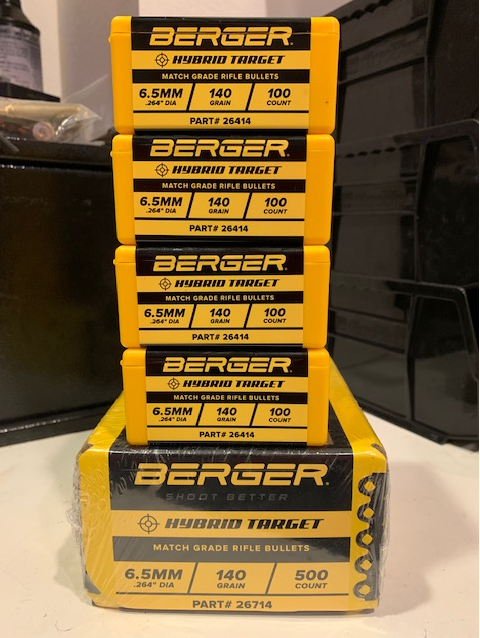 BERGER
HYBRID TARGET
MATCH GRADE RIFLE BULLETS
6.5MM 140 100
.264" DIA GRAIN COUNT
PART# 26414
BERGER
HYBRID TARGET
MATCH GRADE RIFLE BULLETS
6.5MM 140 100
.264" DIA GRAIN COUNT
PART# 26414
BERGER
HYBRID TARGET
MATCH GRADE RIFLE BULLETS
6.5MM 140 100
.264" DIA GRAIN COUNT
PART# 26414
BERGER
HYBRID TARGET
MATCH GRADE RIFLE BULLETS
6.5MM 140 100
.264" DIA GRAIN COUNT
PART# 26414
BERGER
SHOOT BETTER
HYBRID TARGET
MATCH GRADE RIFLE BULLETS
6.5MM 140 500
.264" DIA GRAIN COUNT
PART# 26714